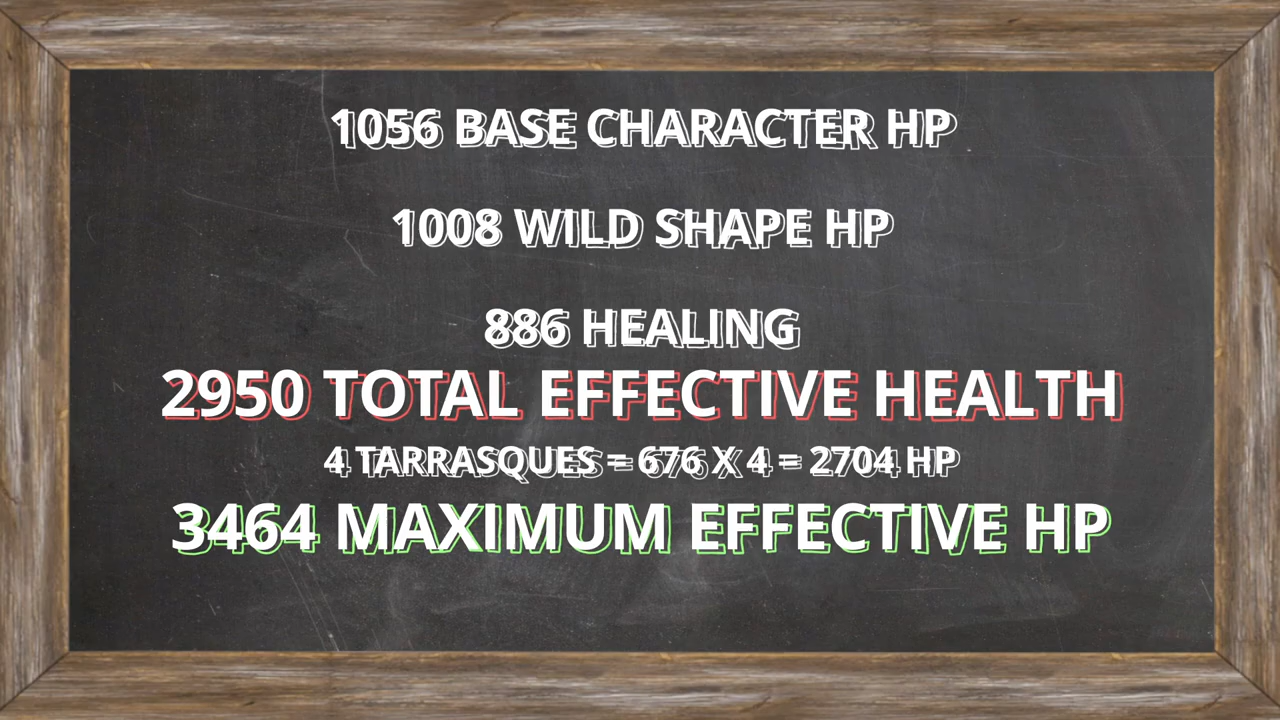 1056 BASE CHARACTER HP
1008 WILD SHAPE HP
886 HEALING
2950 TOTAL EFFECTIVE HEALTH
4 TARRASQUES = 676 X 4 = 2704 HP
3464 MAXIMUM EFFECTIVE HP